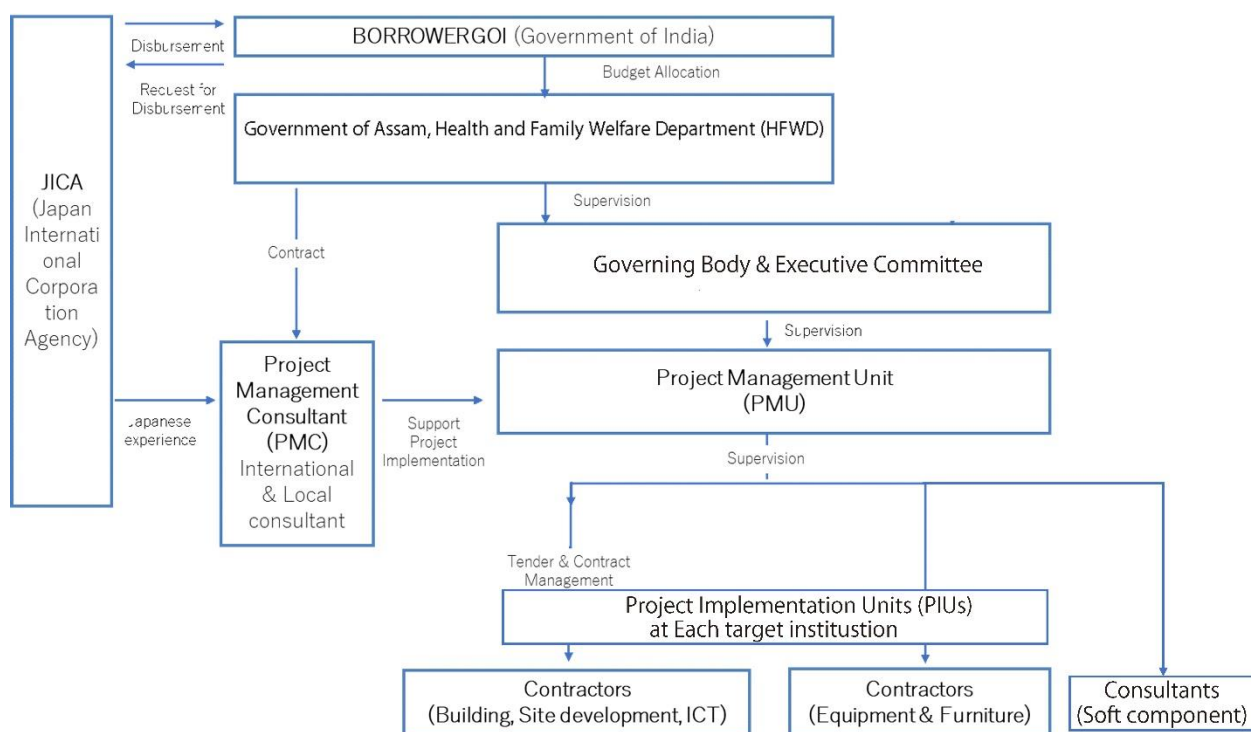 Disbursement
Request for
Disbursement
BORROWERGOI (Government of India)
Budget Allocation
Government of Assam, Health and Family Welfare Department (HFWD)
JICA
(Japan
Internati
onal
Corpora
tion
Agency)
Supervision
Contract
Governing Body & Executive Committee
Supervision
Project
Management
Consultant
(PMC)
International
& Local
consultant
Japanese
experience
Support
Project
Implementation
Project Management Unit
(PMU)
Supervision
Tender & Contract
Management
Project Implementation Units (PIUs)
at Each target institustion
Contractors
(Building, Site development, ICT)
Contractors
(Equipment & Furniture)
Consultants
(Soft component)